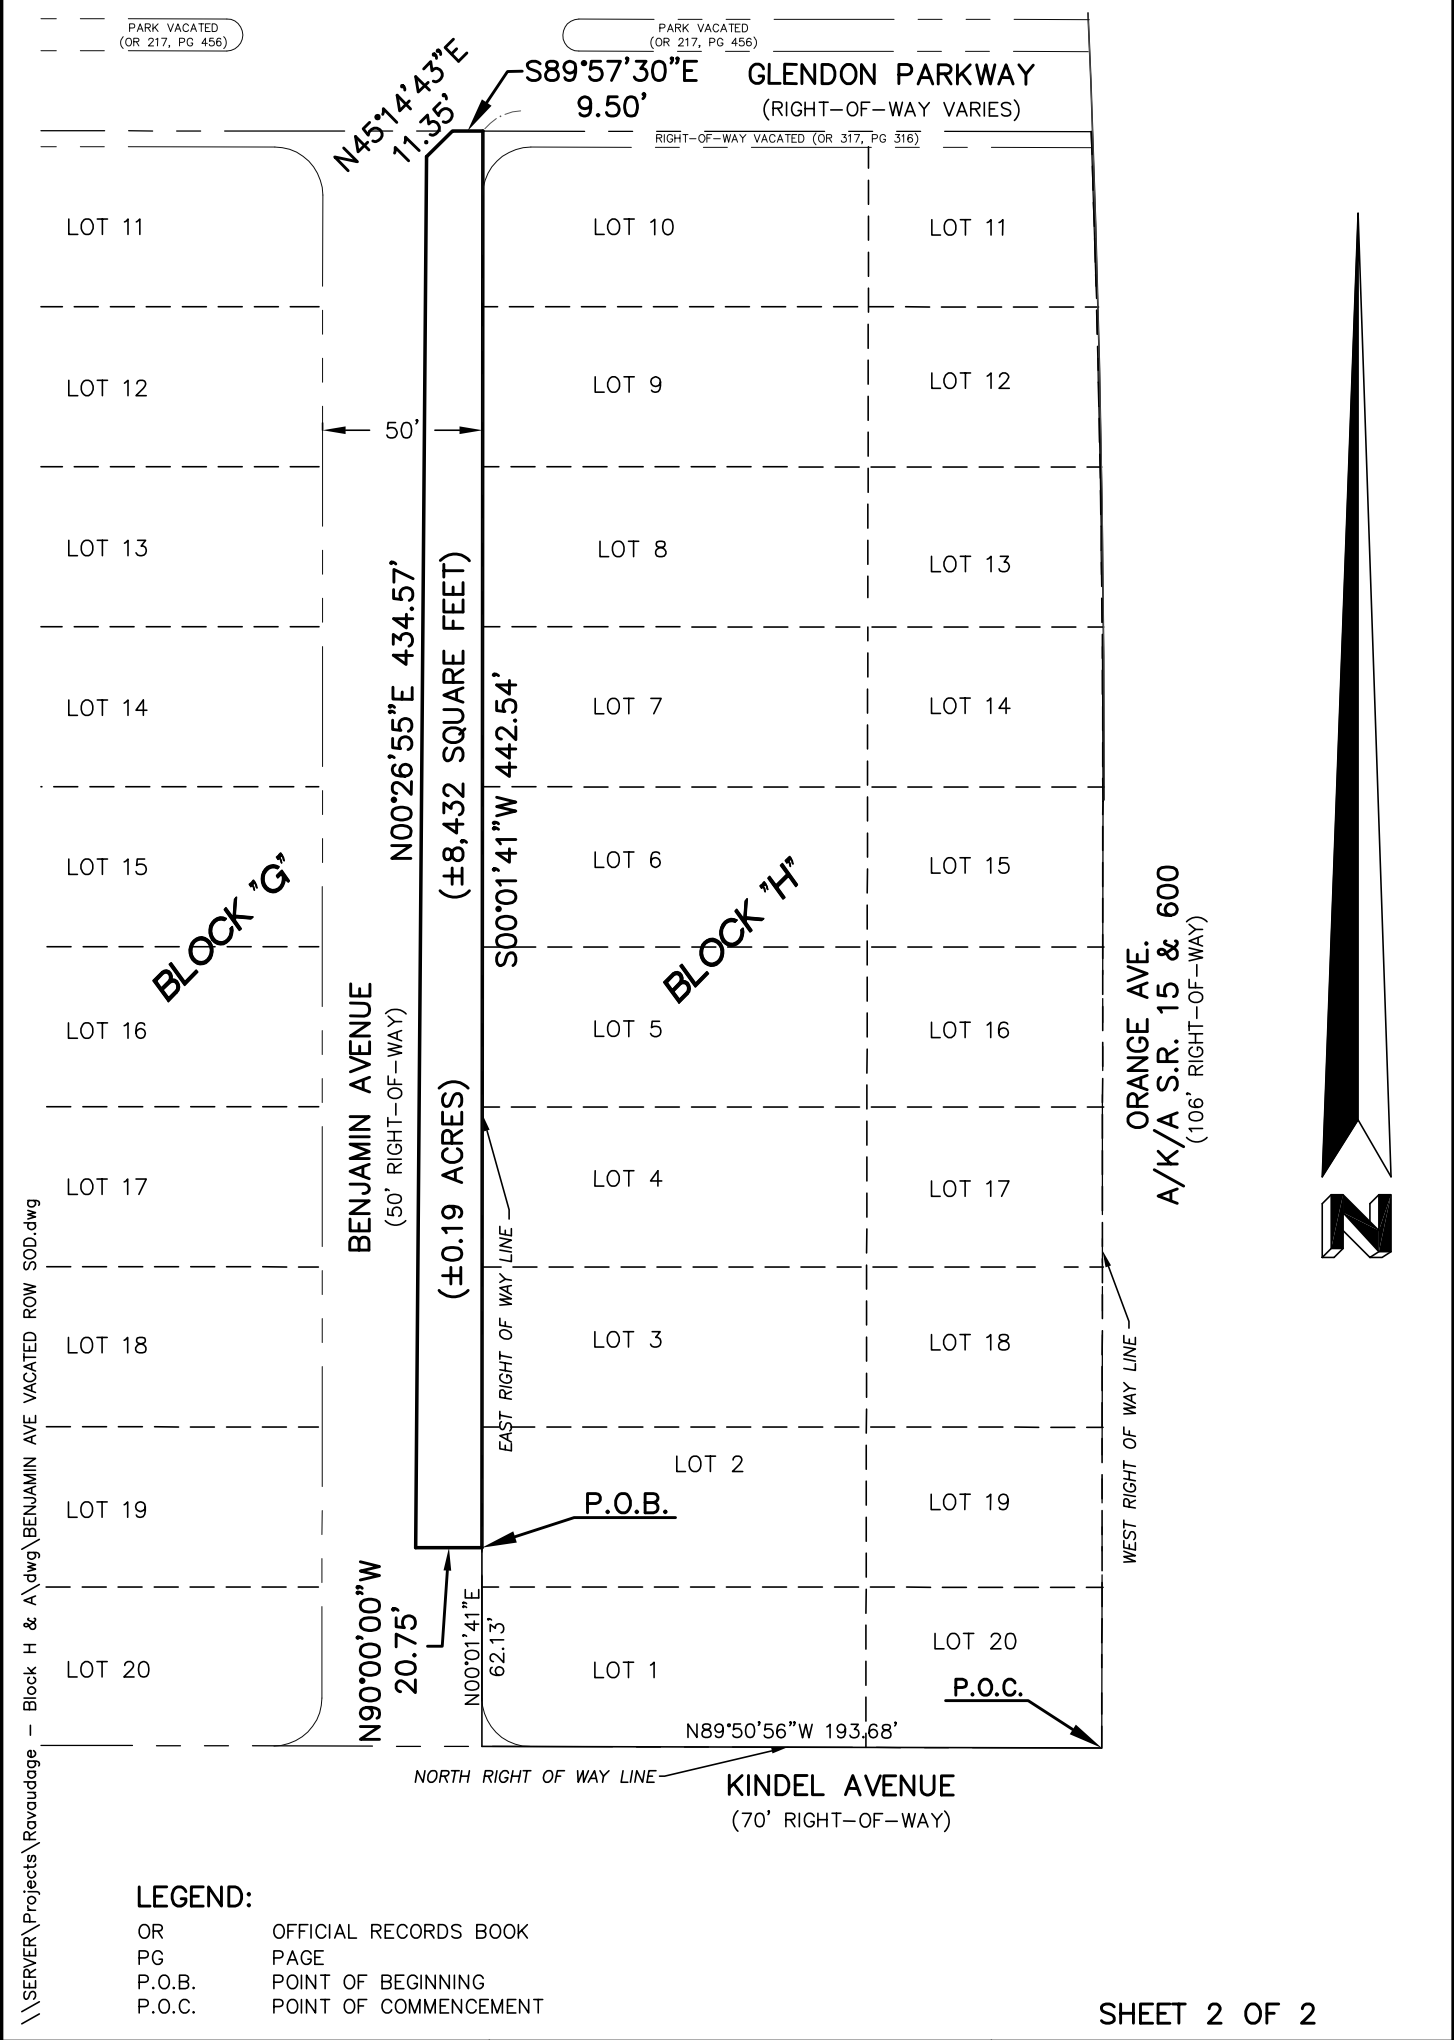 PARK VACATED
(OR 217, PG 456)
PARK VACATED
(OR 217, PG 456)
N45°14'43"E
11.35'
S89°57'30"E
9.50'
GLENDON PARKWAY
(RIGHT-OF-WAY VARIES)
RIGHT-OF-WAY VACATED (OR 317, PG 316)
LOT 11
LOT 10
LOT 11
LOT 12
LOT 9
LOT 12
50'
LOT 13
LOT 8
LOT 13
N00°26'55"E 434.57'
(±8,432 SQUARE FEET)
S00°01'41"W 442.54'
LOT 14
LOT 7
LOT 14
LOT 15
LOT 6
LOT 15
BLOCK "G"
BLOCK "H"
ORANGE AVE.
A/K/A S.R. 15 & 600
(106' RIGHT-OF-WAY)
LOT 16
LOT 5
LOT 16
BENJAMIN AVENUE
(50' RIGHT-OF-WAY)
(±0.19 ACRES)
LOT 17
LOT 4
LOT 17
N
EAST RIGHT OF WAY LINE
LOT 18
LOT 3
LOT 18
WEST RIGHT OF WAY LINE
LOT 2
LOT 19
P.O.B.
LOT 19
N90°00'00"W
20.75'
N00°01'41"E
62.13'
LOT 20
LOT 1
LOT 20
P.O.C.
N89°50'56"W 193.68'
NORTH RIGHT OF WAY LINE
KINDEL AVENUE
(70' RIGHT-OF-WAY)
\\SERVER\Projects\Ravaudage - Block H & A\dwg\BENJAMIN AVE VACATED ROW SOD.dwg
LEGEND:
OR OFFICIAL RECORDS BOOK
PG PAGE
P.O.B. POINT OF BEGINNING
P.O.C. POINT OF COMMENCEMENT
SHEET 2 OF 2